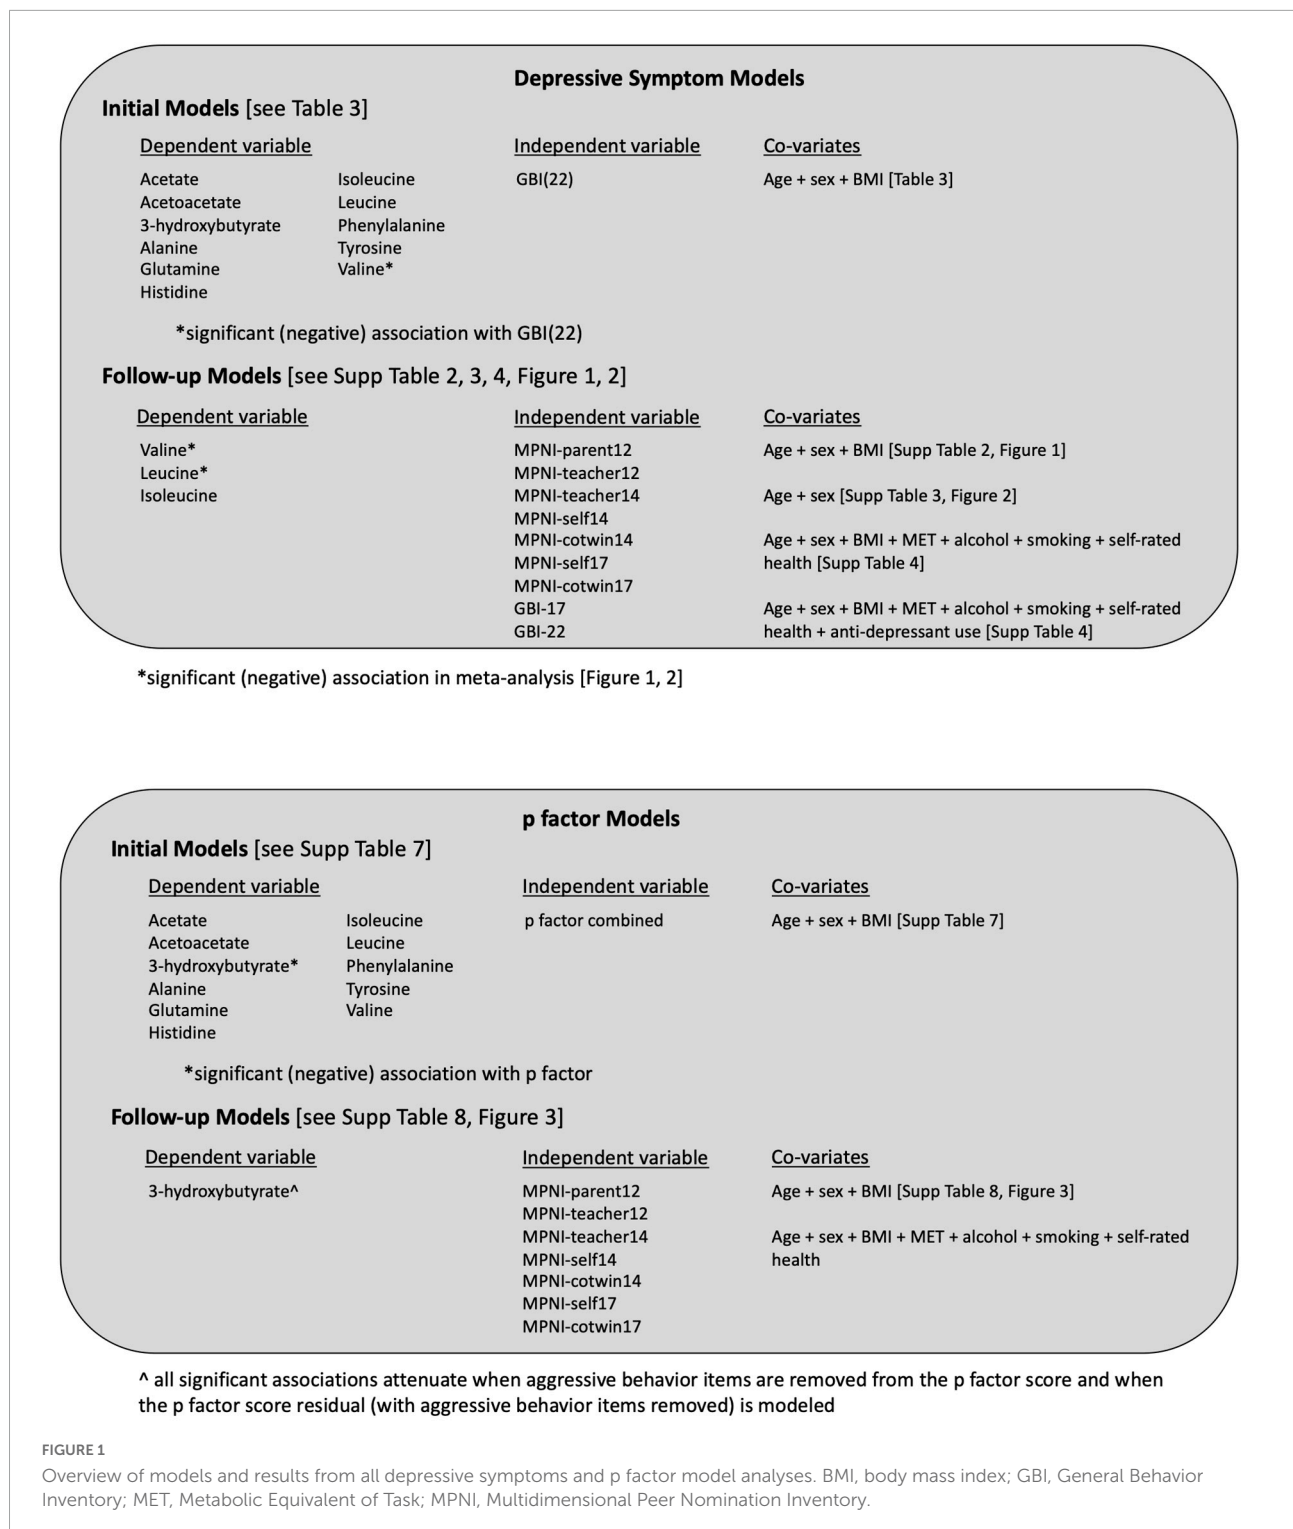 Depressive Symptom Models
Initial Models [see Table 3]
Dependent variable
Acetate
Acetoacetate
3-hydroxybutyrate
Alanine
Glutamine
Histidine
Isoleucine
Leucine
Phenylalanine
Tyrosine
Valine*
Independent variable
GBI(22)
Co-variates
Age + sex + BMI [Table 3]
*significant (negative) association with GBI(22)
Follow-up Models [see Supp Table 2, 3, 4, Figure 1, 2]
Dependent variable
Valine*
Leucine*
Isoleucine
Independent variable
MPNI-parent12
MPNI-teacher12
MPNI-teacher14
MPNI-self14
MPNI-cotwin14
MPNI-self17
MPNI-cotwin17
GBI-17
GBI-22
Co-variates
Age + sex + BMI [Supp Table 2, Figure 1]
Age + sex [Supp Table 3, Figure 2]
Age + sex + BMI + MET + alcohol + smoking + self-rated
health [Supp Table 4]
Age + sex + BMI + MET + alcohol + smoking + self-rated
health + anti-depressant use [Supp Table 4]
*significant (negative) association in meta-analysis [Figure 1, 2]
p factor Models
Initial Models [see Supp Table 7]
Dependent variable
Acetate
Acetoacetate
3-hydroxybutyrate*
Alanine
Glutamine
Histidine
Isoleucine
Leucine
Phenylalanine
Tyrosine
Valine
Independent variable
p factor combined
Co-variates
Age + sex + BMI [Supp Table 7]
*significant (negative) association with p factor
Follow-up Models [see Supp Table 8, Figure 3]
Dependent variable
3-hydroxybutyrate^
Independent variable
MPNI-parent12
MPNI-teacher12
MPNI-teacher14
MPNI-self14
MPNI-cotwin14
MPNI-self17
MPNI-cotwin17
Co-variates
Age + sex + BMI [Supp Table 8, Figure 3]
Age + sex + BMI + MET + alcohol + smoking + self-rated
health
^ all significant associations attenuate when aggressive behavior items are removed from the p factor score and when
the p factor score residual (with aggressive behavior items removed) is modeled
FIGURE 1
Overview of models and results from all depressive symptoms and p factor model analyses. BMI, body mass index; GBI, General Behavior
Inventory; MET, Metabolic Equivalent of Task; MPNI, Multidimensional Peer Nomination Inventory.